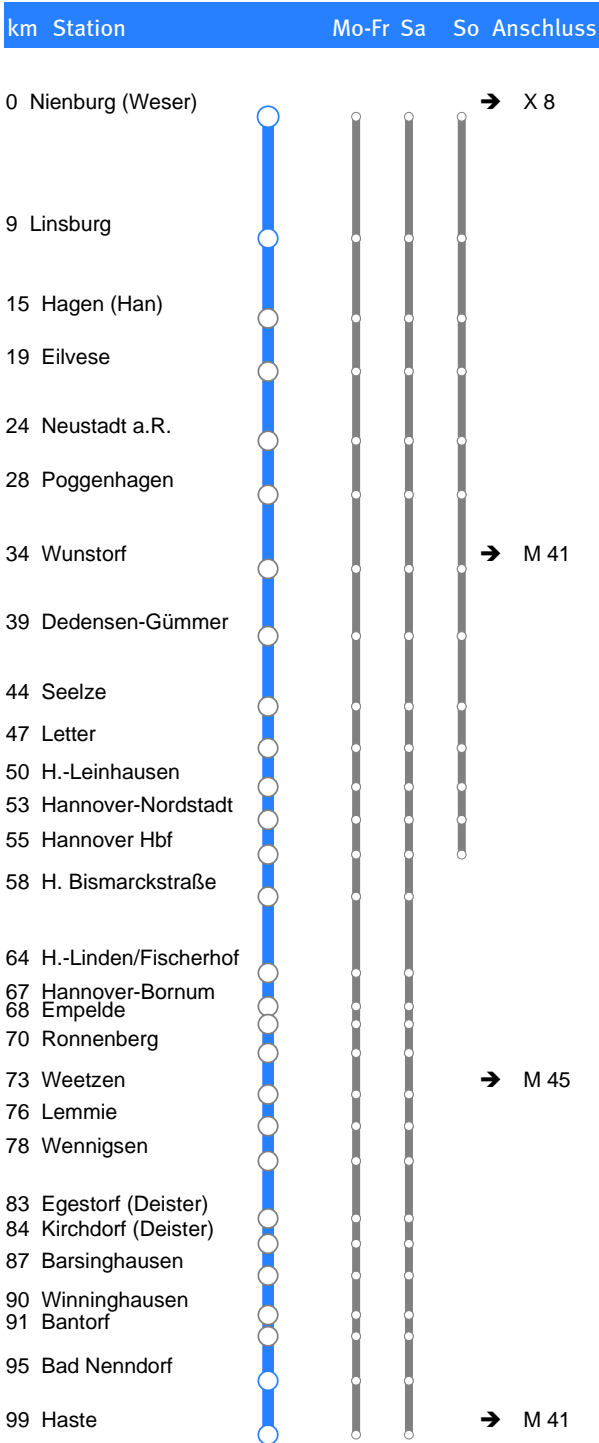 km Station Mo-Fr Sa So Anschluss
0 Nienburg (Weser) ➔ X 8
9 Linsburg
15 Hagen (Han)
19 Eilvese
24 Neustadt a.R.
28 Poggenhagen
34 Wunstorf ➔ M 41
39 Dedensen-Gümmer
44 Seelze
47 Letter
50 H.-Leinhausen
53 Hannover-Nordstadt
55 Hannover Hbf
58 H. Bismarckstraße
64 H.-Linden/Fischerhof
67 Hannover-Bornum
68 Empelde
70 Ronnenberg
73 Weetzen ➔ M 45
76 Lemmie
78 Wennigsen
83 Egestorf (Deister)
84 Kirchdorf (Deister)
87 Barsinghausen
90 Winninghausen
91 Bantorf
95 Bad Nenndorf
99 Haste ➔ M 41